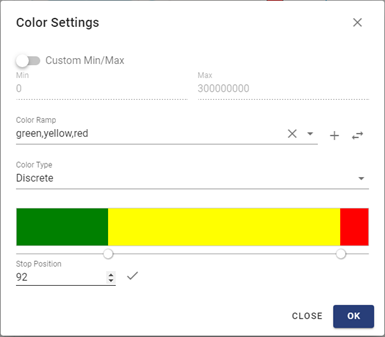 Color Settings
Custom Min/Max
Min Max
0 300000000
Color Ramp
green,yellow,red
Color Type
Discrete
Stop Position
92
CLOSE OK